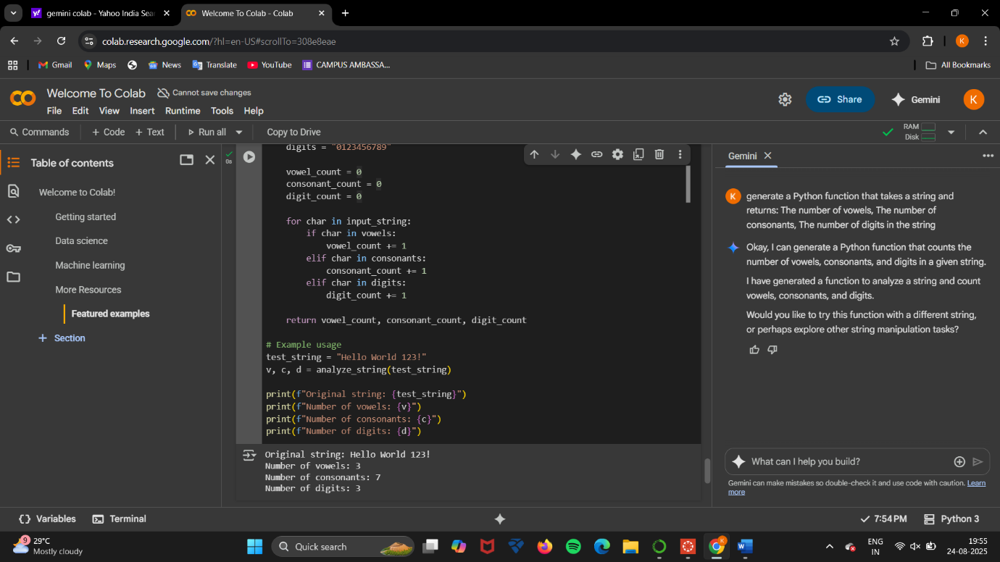 gemini colab - Yahoo India Sea
Welcome To Colab - Colab
colab.research.google.com/?hl=en-US#scrollTo=308e8eae
K
Gmail
Maps
News
Translate
YouTube
CAMPUS AMBASSA...
All Bookmarks
Welcome To Colab
Cannot save changes
File Edit View Insert Runtime Tools Help
Share
Gemini
K
Commands
+ Code + Text
Run all
Copy to Drive
RAM
Disk
Table of contents
Welcome to Colab!
Getting started
Data science
Machine learning
More Resources
Featured examples
+ Section
0s
digits = "0123456789"
vowel_count = 0
consonant_count = 0
digit_count = 0
for char in input_string:
if char in vowels:
vowel_count += 1
elif char in consonants:
consonant_count += 1
elif char in digits:
digit_count += 1
return vowel_count, consonant_count, digit_count
# Example usage
test_string = "Hello World 123!"
v, c, d = analyze_string(test_string)
print(f"Original string: {test_string}")
print(f"Number of vowels: {v}")
print(f"Number of consonants: {c}")
print(f"Number of digits: {d}")
Original string: Hello World 123!
Number of vowels: 3
Number of consonants: 7
Number of digits: 3
Gemini
K
generate a Python function that takes a string and
returns: The number of vowels, The number of
consonants, The number of digits in the string
Okay, I can generate a Python function that counts the
number of vowels, consonants, and digits in a given string.
I have generated a function to analyze a string and count
vowels, consonants, and digits.
Would you like to try this function with a different string,
or perhaps explore other string manipulation tasks?
What can I help you build?
Gemini can make mistakes so double-check it and use code with caution. Learn
more
Variables
Terminal
7:54 PM
Python 3
9
29°C
Mostly cloudy
Quick search
K
ENG
IN
19:55
24-08-2025